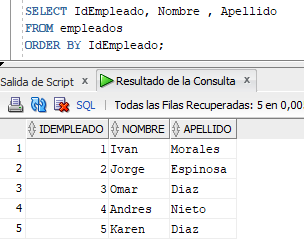 SELECT IdEmpleado, Nombre , Apellido
FROM empleados
ORDER BY IdEmpleado;
Salida de Script x Resultado de la Consulta x
SQL | Todas las Filas Recuperadas: 5 en 0,00
IDEMPLEADO NOMBRE APELLIDO
1 1 Ivan Morales
2 2 Jorge Espinosa
3 3 Omar Diaz
4 4 Andres Nieto
5 5 Karen Diaz